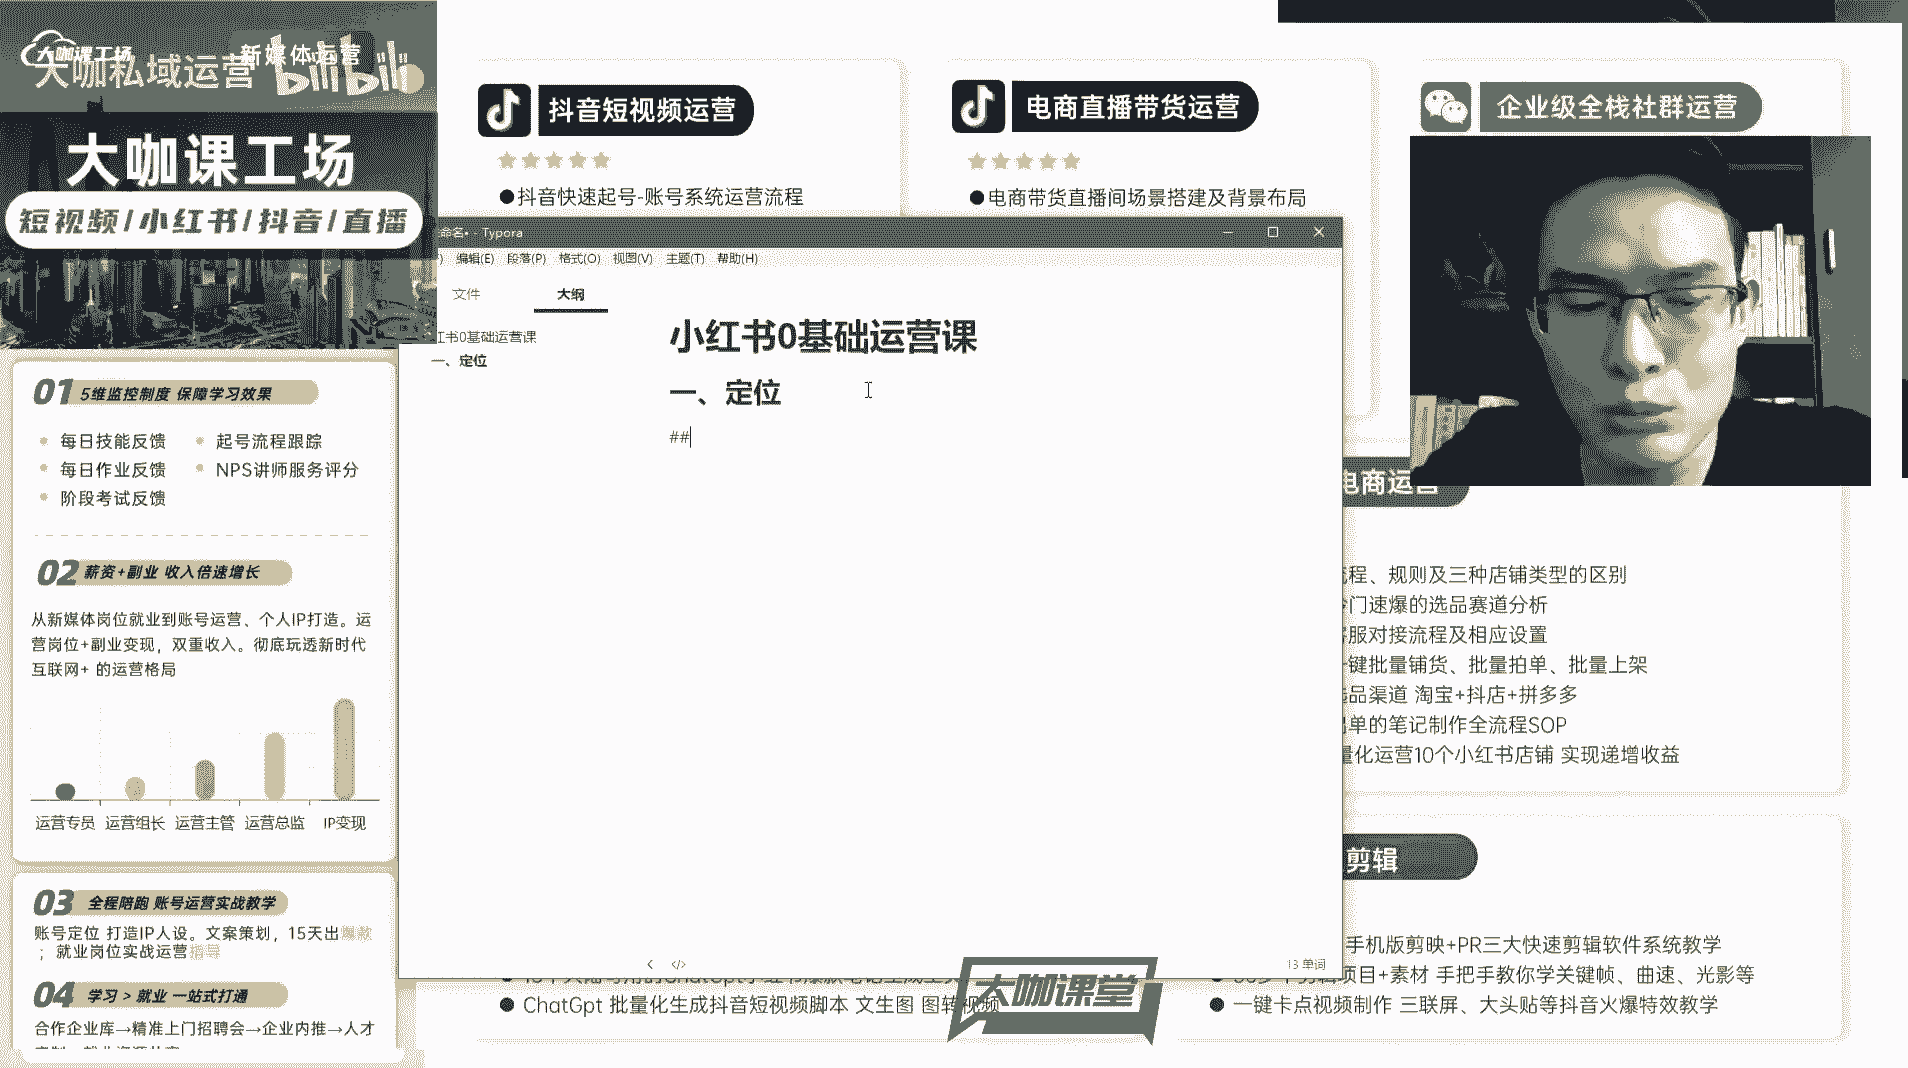 大咖课工场
新媒体运营
大咖私域运营
bilibili
大咖课工场
短视频/小红书/抖音/直播
01 5维监控制度 保障学习效果
每日技能反馈
起号流程跟踪
每日作业反馈
NPS讲师服务评分
阶段考试反馈
02 薪资+副业 收入倍速增长
从新媒体岗位就业到账号运营、个人IP打造。运
营岗位+副业变现，双重收入。彻底玩透新时代
互联网+ 的运营格局
运营专员 运营组长 运营主管 运营总监 IP变现
03 全程陪跑 账号运营实战教学
账号定位 打造IP人设。文案策划，15天出爆款
；就业岗位实战运营指导
04 学习 > 就业 一站式打通
合作企业库→精准上门招聘会→企业内推→人才
抖音短视频运营
●抖音快速起号-账号系统运营流程
电商直播带货运营
●电商带货直播间场景搭建及背景布局
企业级全栈社群运营
命名• - Typora
编辑(E) 段落(P) 格式(O) 视图(V) 主题(T) 帮助(H)
文件
大纲
红书0基础运营课
一、定位
小红书0基础运营课
一、定位
##
</>
13 单词
电商运营
流程、规则及三种店铺类型的区别
冷门速爆的选品赛道分析
客服对接流程及相应设置
一键批量铺货、批量拍单、批量上架
选品渠道 淘宝+抖店+拼多多
出单的笔记制作全流程SOP
量化运营10个小红书店铺 实现递增收益
剪辑
手机版剪映+PR三大快速剪辑软件系统教学
项目+素材 手把手教你学关键帧、曲速、光影等
● 一键卡点视频制作 三联屏、大头贴等抖音火爆特效教学
● ChatGpt 批量化生成抖音短视频脚本 文生图 图转视频
大咖课堂